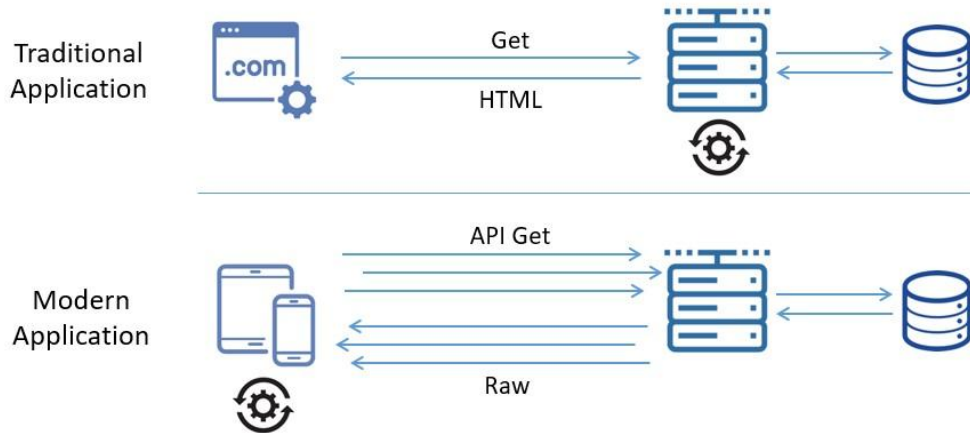 Traditional
Application
.com
Get
HTML
Modern
Application
API Get
Raw